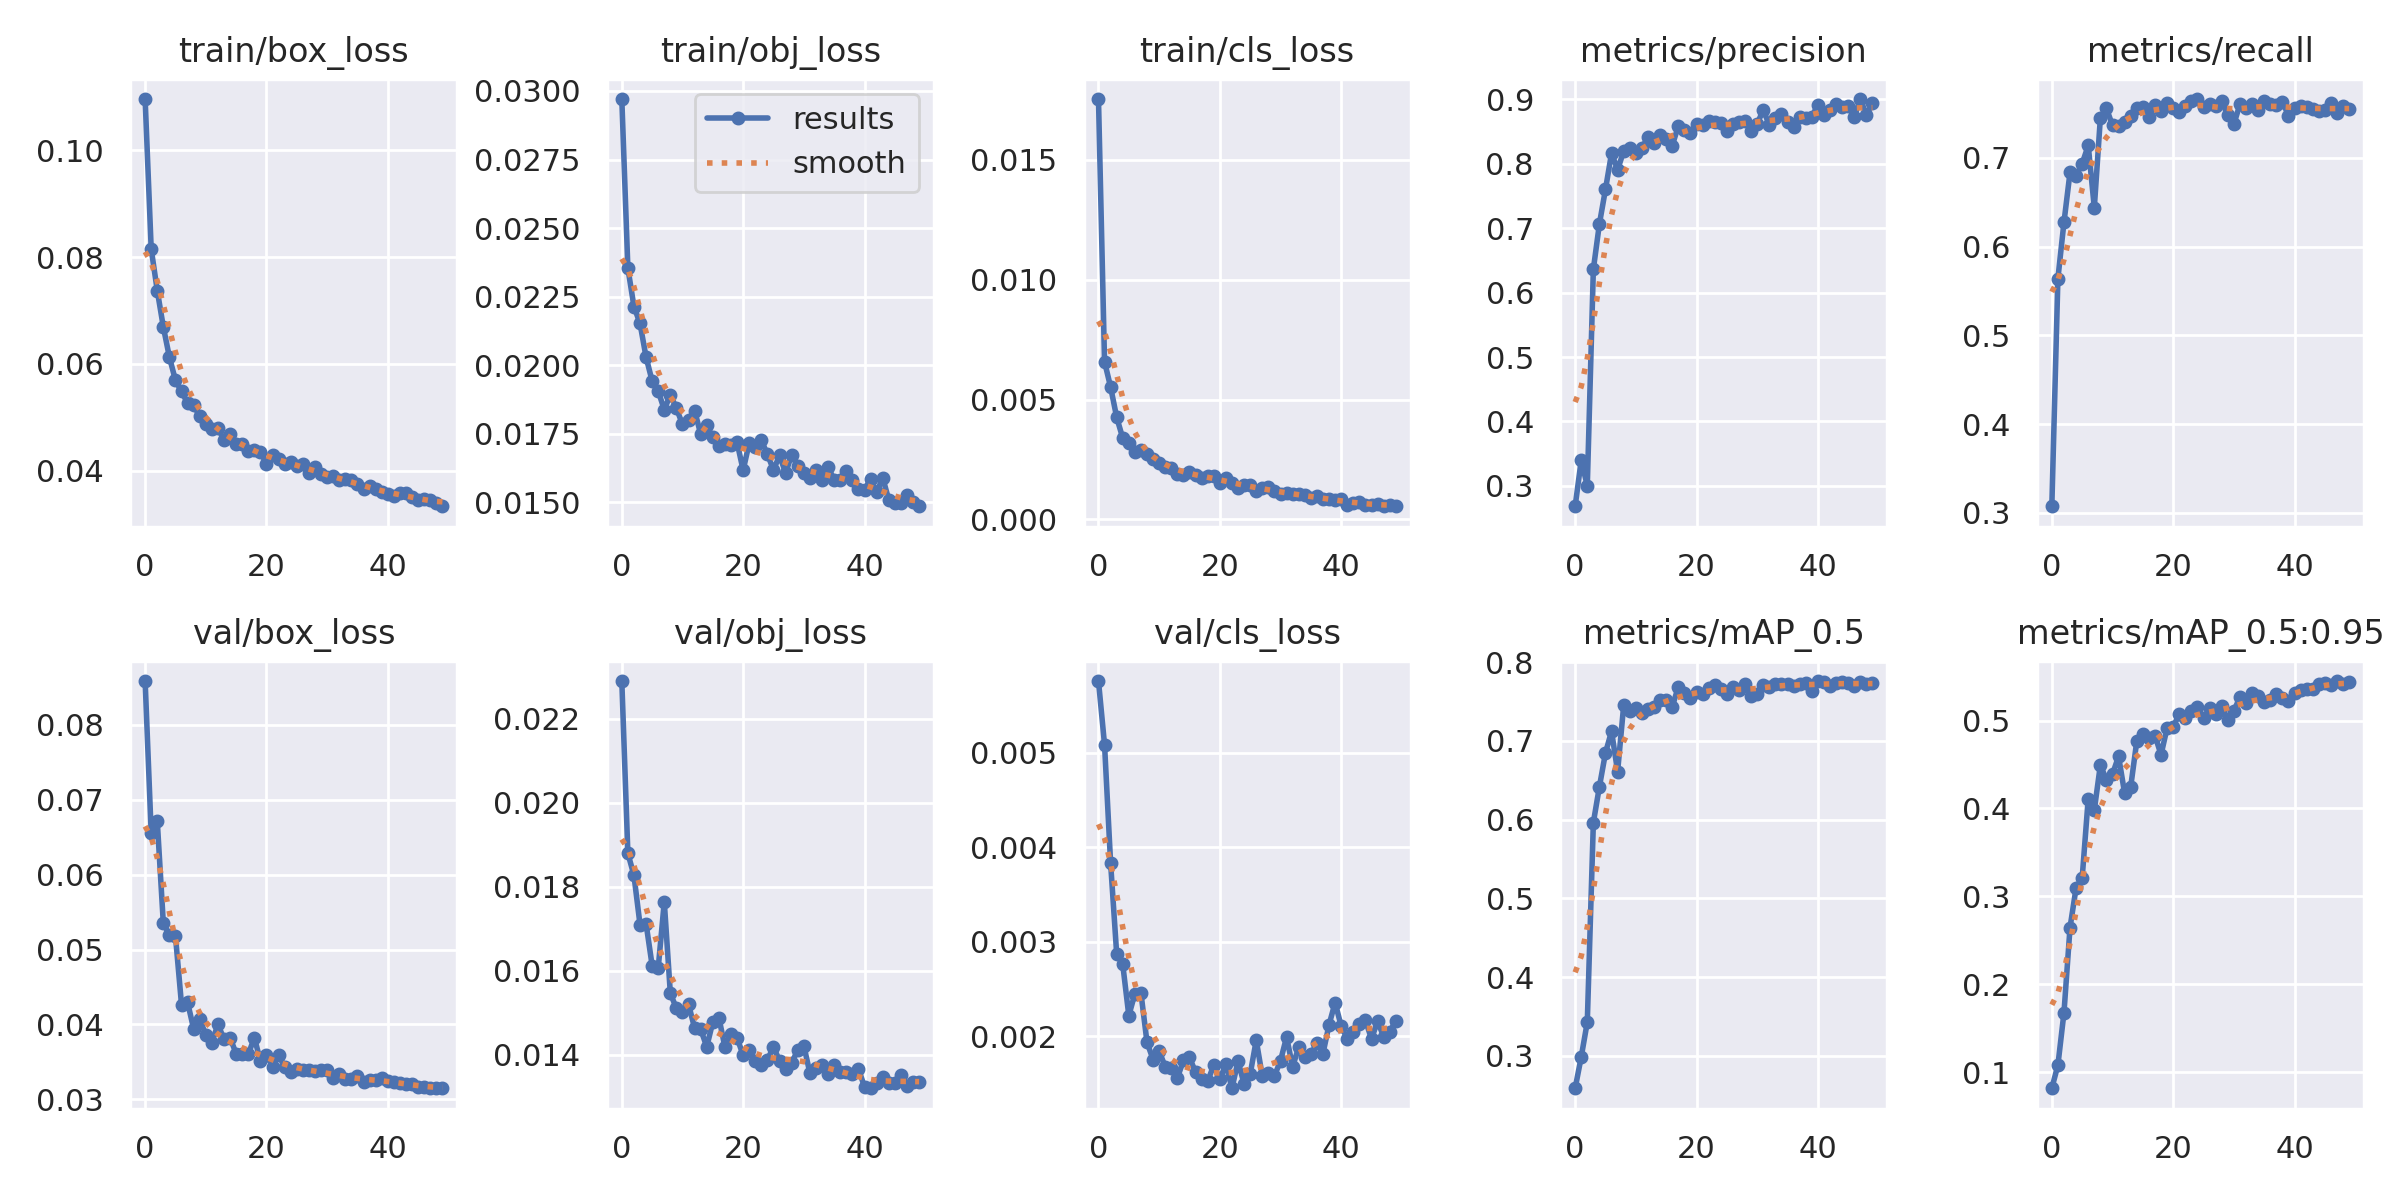 train/box_loss
0.10
0.08
0.06
0.04
0 20 40
train/obj_loss
0.0300
0.0275
0.0250
0.0225
0.0200
0.0175
0.0150
0 20 40
results
smooth
train/cls_loss
0.015
0.010
0.005
0.000
0 20 40
metrics/precision
0.9
0.8
0.7
0.6
0.5
0.4
0.3
0 20 40
metrics/recall
0.7
0.6
0.5
0.4
0.3
0 20 40
val/box_loss
0.08
0.07
0.06
0.05
0.04
0.03
0 20 40
val/obj_loss
0.022
0.020
0.018
0.016
0.014
0 20 40
val/cls_loss
0.005
0.004
0.003
0.002
0 20 40
metrics/mAP_0.5
0.8
0.7
0.6
0.5
0.4
0.3
0 20 40
metrics/mAP_0.5:0.95
0.5
0.4
0.3
0.2
0.1
0 20 40